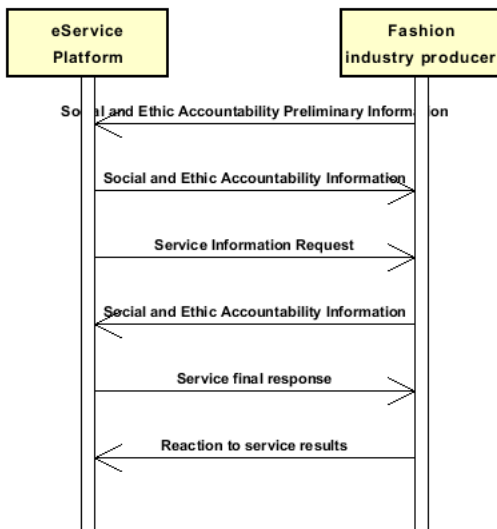 eService
Platform
Fashion
industry producer
Social and Ethic Accountability Preliminary Information
Social and Ethic Accountability Information
Service Information Request
Social and Ethic Accountability Information
Service final response
Reaction to service results